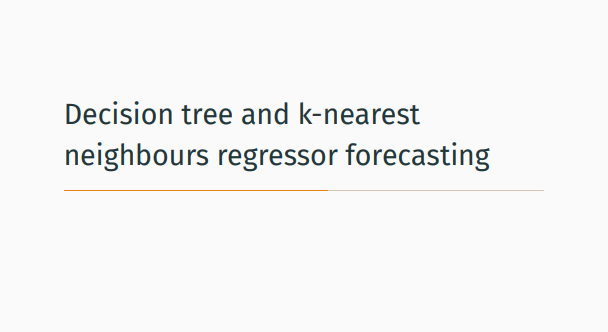 Decision tree and k-nearest
neighbours regressor forecasting